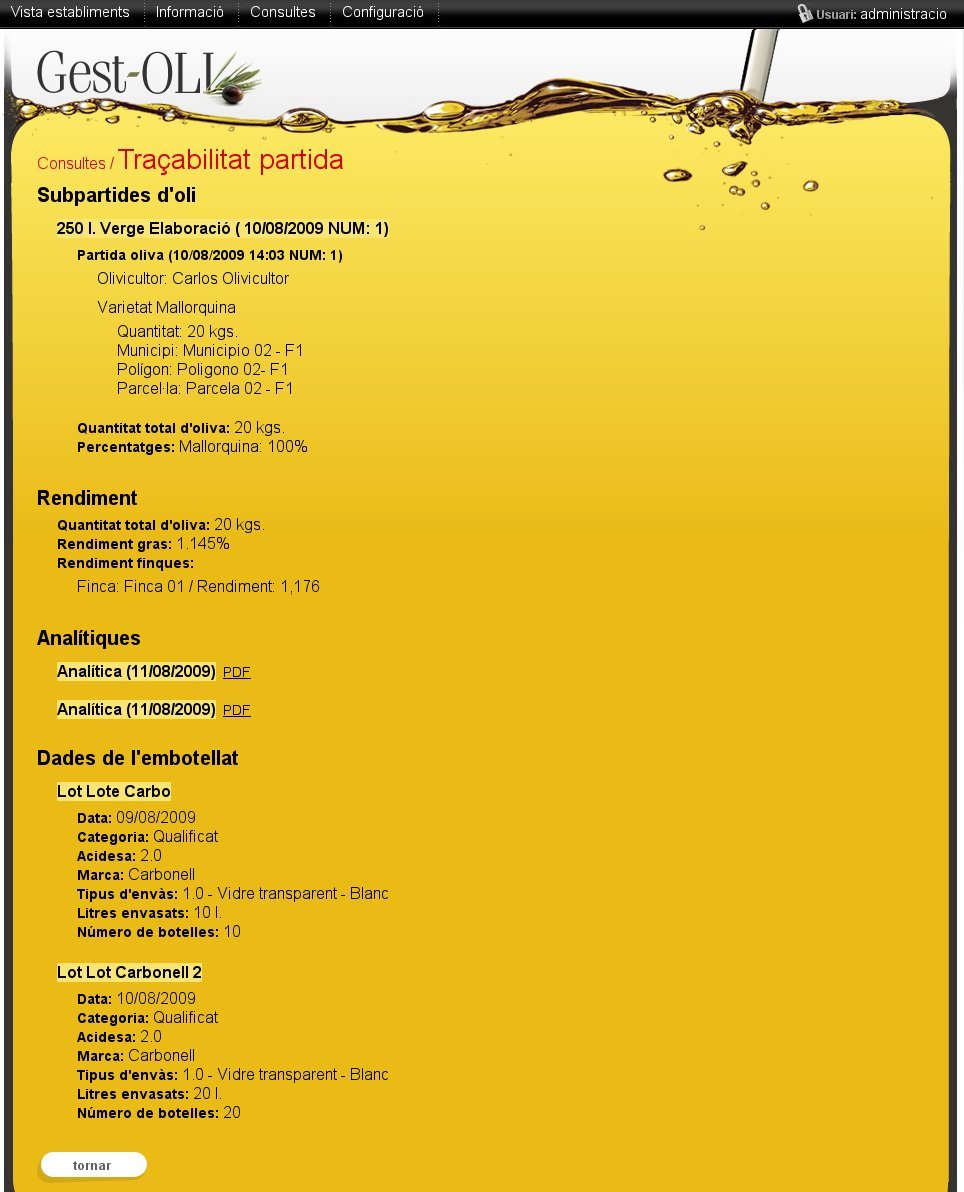 Vista establiments Informació Consultes Configuració Usuari: administracio
Gest-OLI
Consultes / Traçabilitat partida
Subpartides d'oli
250 l. Verge Elaboració ( 10/08/2009 NUM: 1)
Partida oliva (10/08/2009 14:03 NUM: 1)
Olivicultor: Carlos Olivicultor
Varietat Mallorquina
Quantitat: 20 kgs.
Municipi: Municipio 02 - F1
Polígon: Poligono 02- F1
Parcel·la: Parcela 02 - F1
Quantitat total d'oliva: 20 kgs.
Percentatges: Mallorquina: 100%
Rendiment
Quantitat total d'oliva: 20 kgs.
Rendiment gras: 1.145%
Rendiment finques:
Finca: Finca 01 / Rendiment: 1,176
Analítiques
Analítica (11/08/2009) PDF
Analítica (11/08/2009) PDF
Dades de l'embotellat
Lot Lote Carbo
Data: 09/08/2009
Categoria: Qualificat
Acidesa: 2.0
Marca: Carbonell
Tipus d'envàs: 1.0 - Vidre transparent - Blanc
Litres envasats: 10 l.
Número de botelles: 10
Lot Lot Carbonell 2
Data: 10/08/2009
Categoria: Qualificat
Acidesa: 2.0
Marca: Carbonell
Tipus d'envàs: 1.0 - Vidre transparent - Blanc
Litres envasats: 20 l.
Número de botelles: 20
tornar